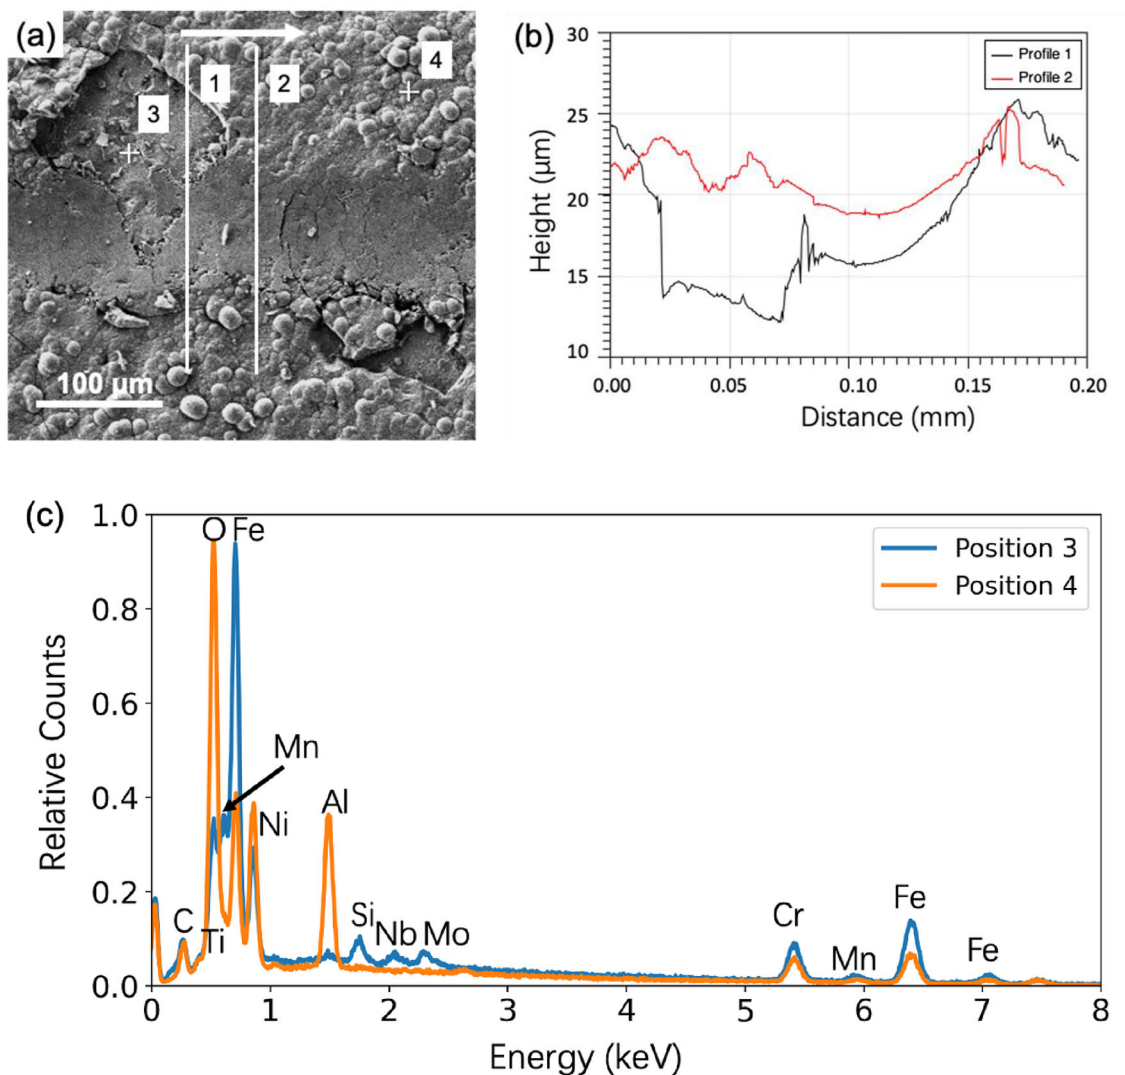 (a)
1
2
3
4
100 µm
(b)
Height (µm)
30
25
20
15
10
0.00 0.05 0.10 0.15 0.20
Distance (mm)
Profile 1
Profile 2
(c)
Relative Counts
1.0
0.8
0.6
0.4
0.2
0.0
O Fe
Mn
Ni
Al
C
Ti
Si
Nb
Mo
Cr
Mn
Fe
Fe
Position 3
Position 4
0 1 2 3 4 5 6 7 8
Energy (keV)